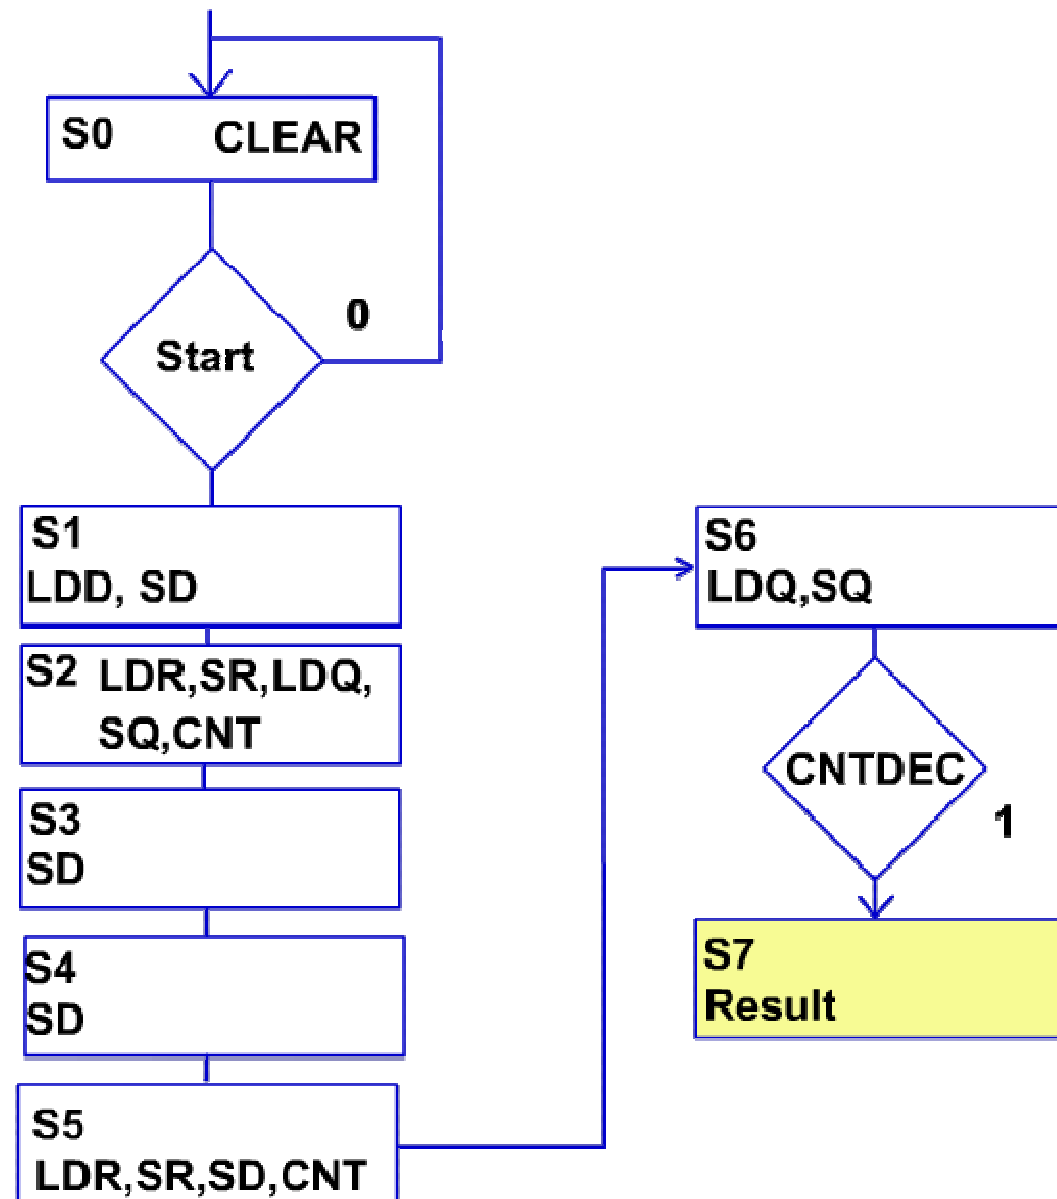 S0 CLEAR
0
Start
S1
LDD, SD
S2 LDR,SR,LDQ,
SQ,CNT
S3
SD
S4
SD
S5
LDR,SR,SD,CNT
S6
LDQ,SQ
CNTDEC
1
S7
Result